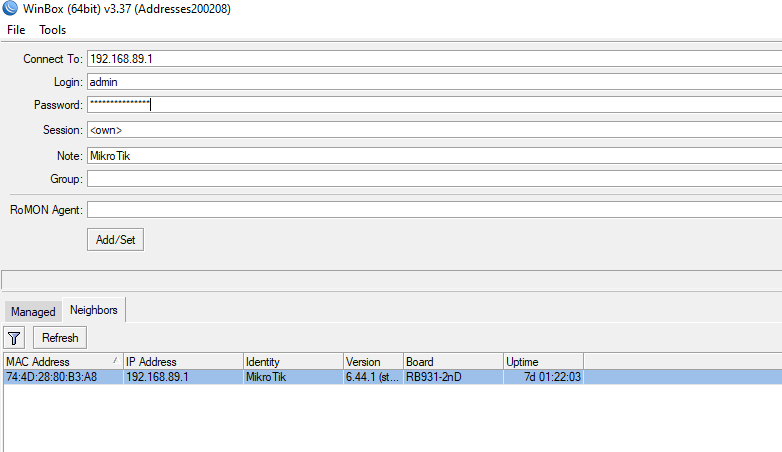 WinBox (64bit) v3.37 (Addresses200208)
File Tools
Connect To: 192.168.89.1
Login: admin
Password: ***************
Session: <own>
Note: MikroTik
Group:
RoMON Agent:
Add/Set
Managed Neighbors
Refresh
MAC Address IP Address Identity Version Board Uptime
74:4D:28:80:B3:A8 192.168.89.1 MikroTik 6.44.1 (st... RB931-2nD 7d 01:22:03